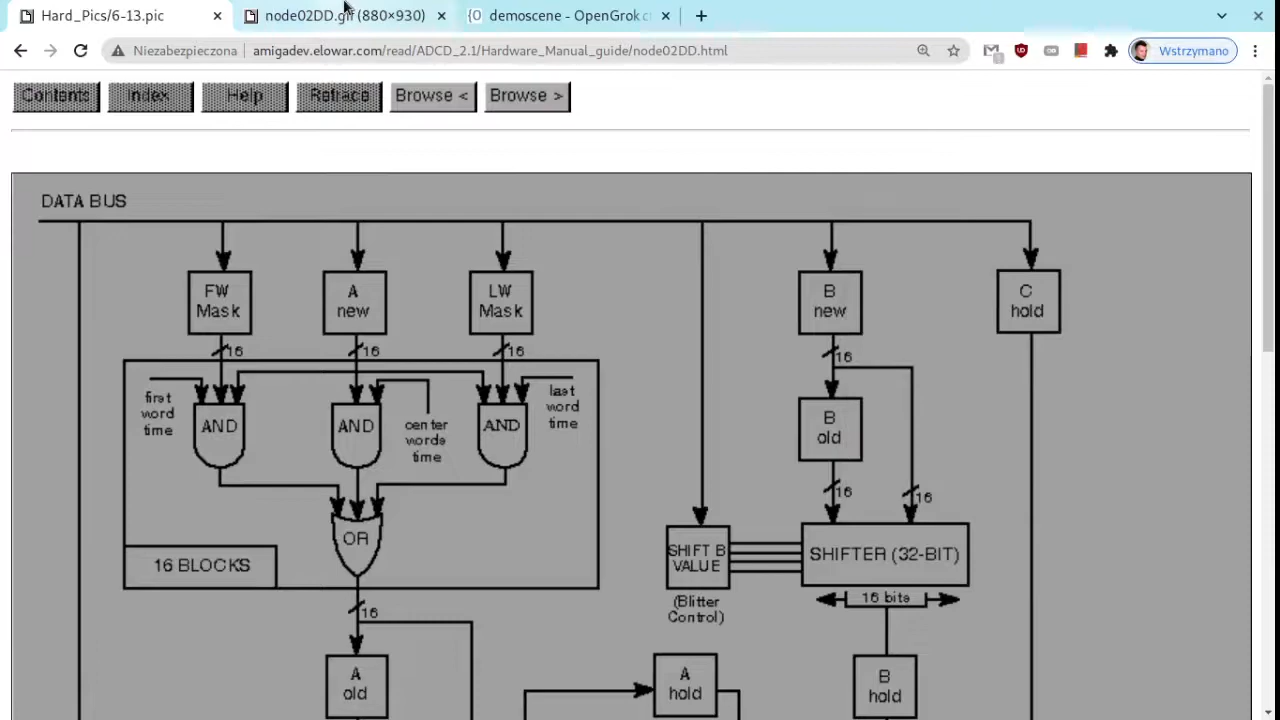 Hard_Pics/6-13.pic
node02DD.gif (880×930)
demoscene - OpenGrok
Niezabezpieczona
amigadev.elowar.com/read/ADCD_2.1/Hardware_Manual_guide/node02DD.html
Wstrzymano
Contents Index Help Retrace Browse < Browse >
DATA BUS
FW
Mask
A
new
LW
Mask
B
new
C
hold
16
16
16
16
first
word
time
AND
AND
center
words
time
AND
last
word
time
B
old
16
16
OR
16 BLOCKS
SHIFT B
VALUE
SHIFTER (32-BIT)
(Blitter
Control)
16 bits
16
A
old
A
hold
B
hold